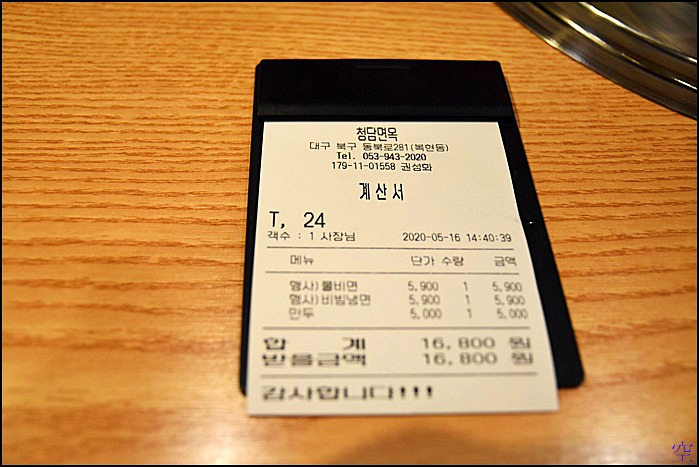 청담면옥
대구 북구 동북로281(복현동)
Tel. 053-943-2020
179-11-01558 권성화
계산서
T, 24
객수 : 1 사장님 2020-05-16 14:40:39
메뉴 단가 수량 금액
행사)물비면 5,900 1 5,900
행사)비빔냉면 5,900 1 5,900
만두 5,000 1 5,000
합 계 16,800 원
받을금액 16,800 원
감사합니다!!!
空